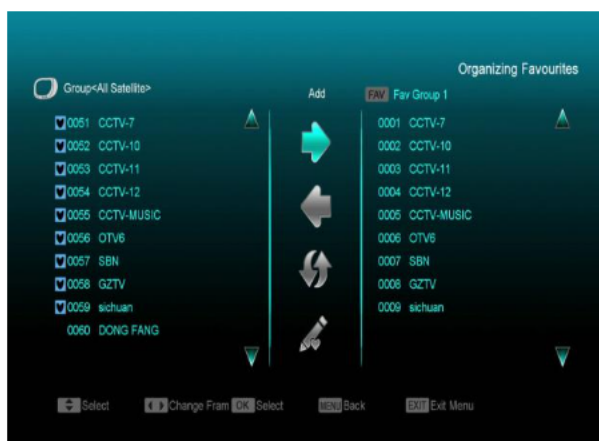 Organizing Favourites
Group<All Satellite>
Add
FAV Fav Group 1
0051 CCTV-7
0052 CCTV-10
0053 CCTV-11
0054 CCTV-12
0055 CCTV-MUSIC
0056 OTV6
0057 SBN
0058 GZTV
0059 sichuan
0060 DONG FANG
0001 CCTV-7
0002 CCTV-10
0003 CCTV-11
0004 CCTV-12
0005 CCTV-MUSIC
0006 OTV6
0007 SBN
0008 GZTV
0009 sichuan
Select Change Fram OK Select MENU Back EXIT Exit Menu